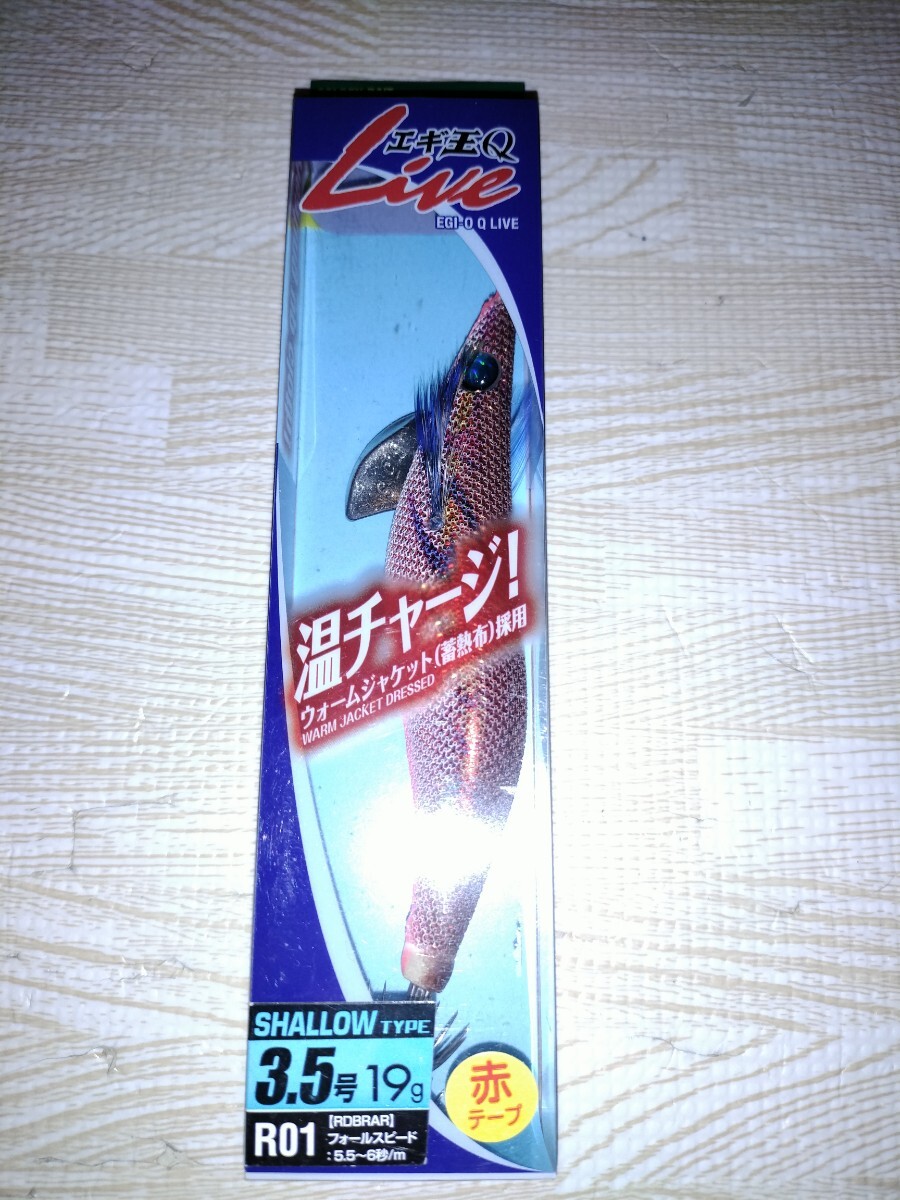 エギ王Q
Live
EGI-O Q LIVE
温チャージ!
ウォームジャケット(蓄熱布)採用
WARM JACKET DRESSED
SHALLOW TYPE
3.5号 19g
R01
[RDBRAR]
フォールスピード
:5.5〜6秒/m
赤
テープ